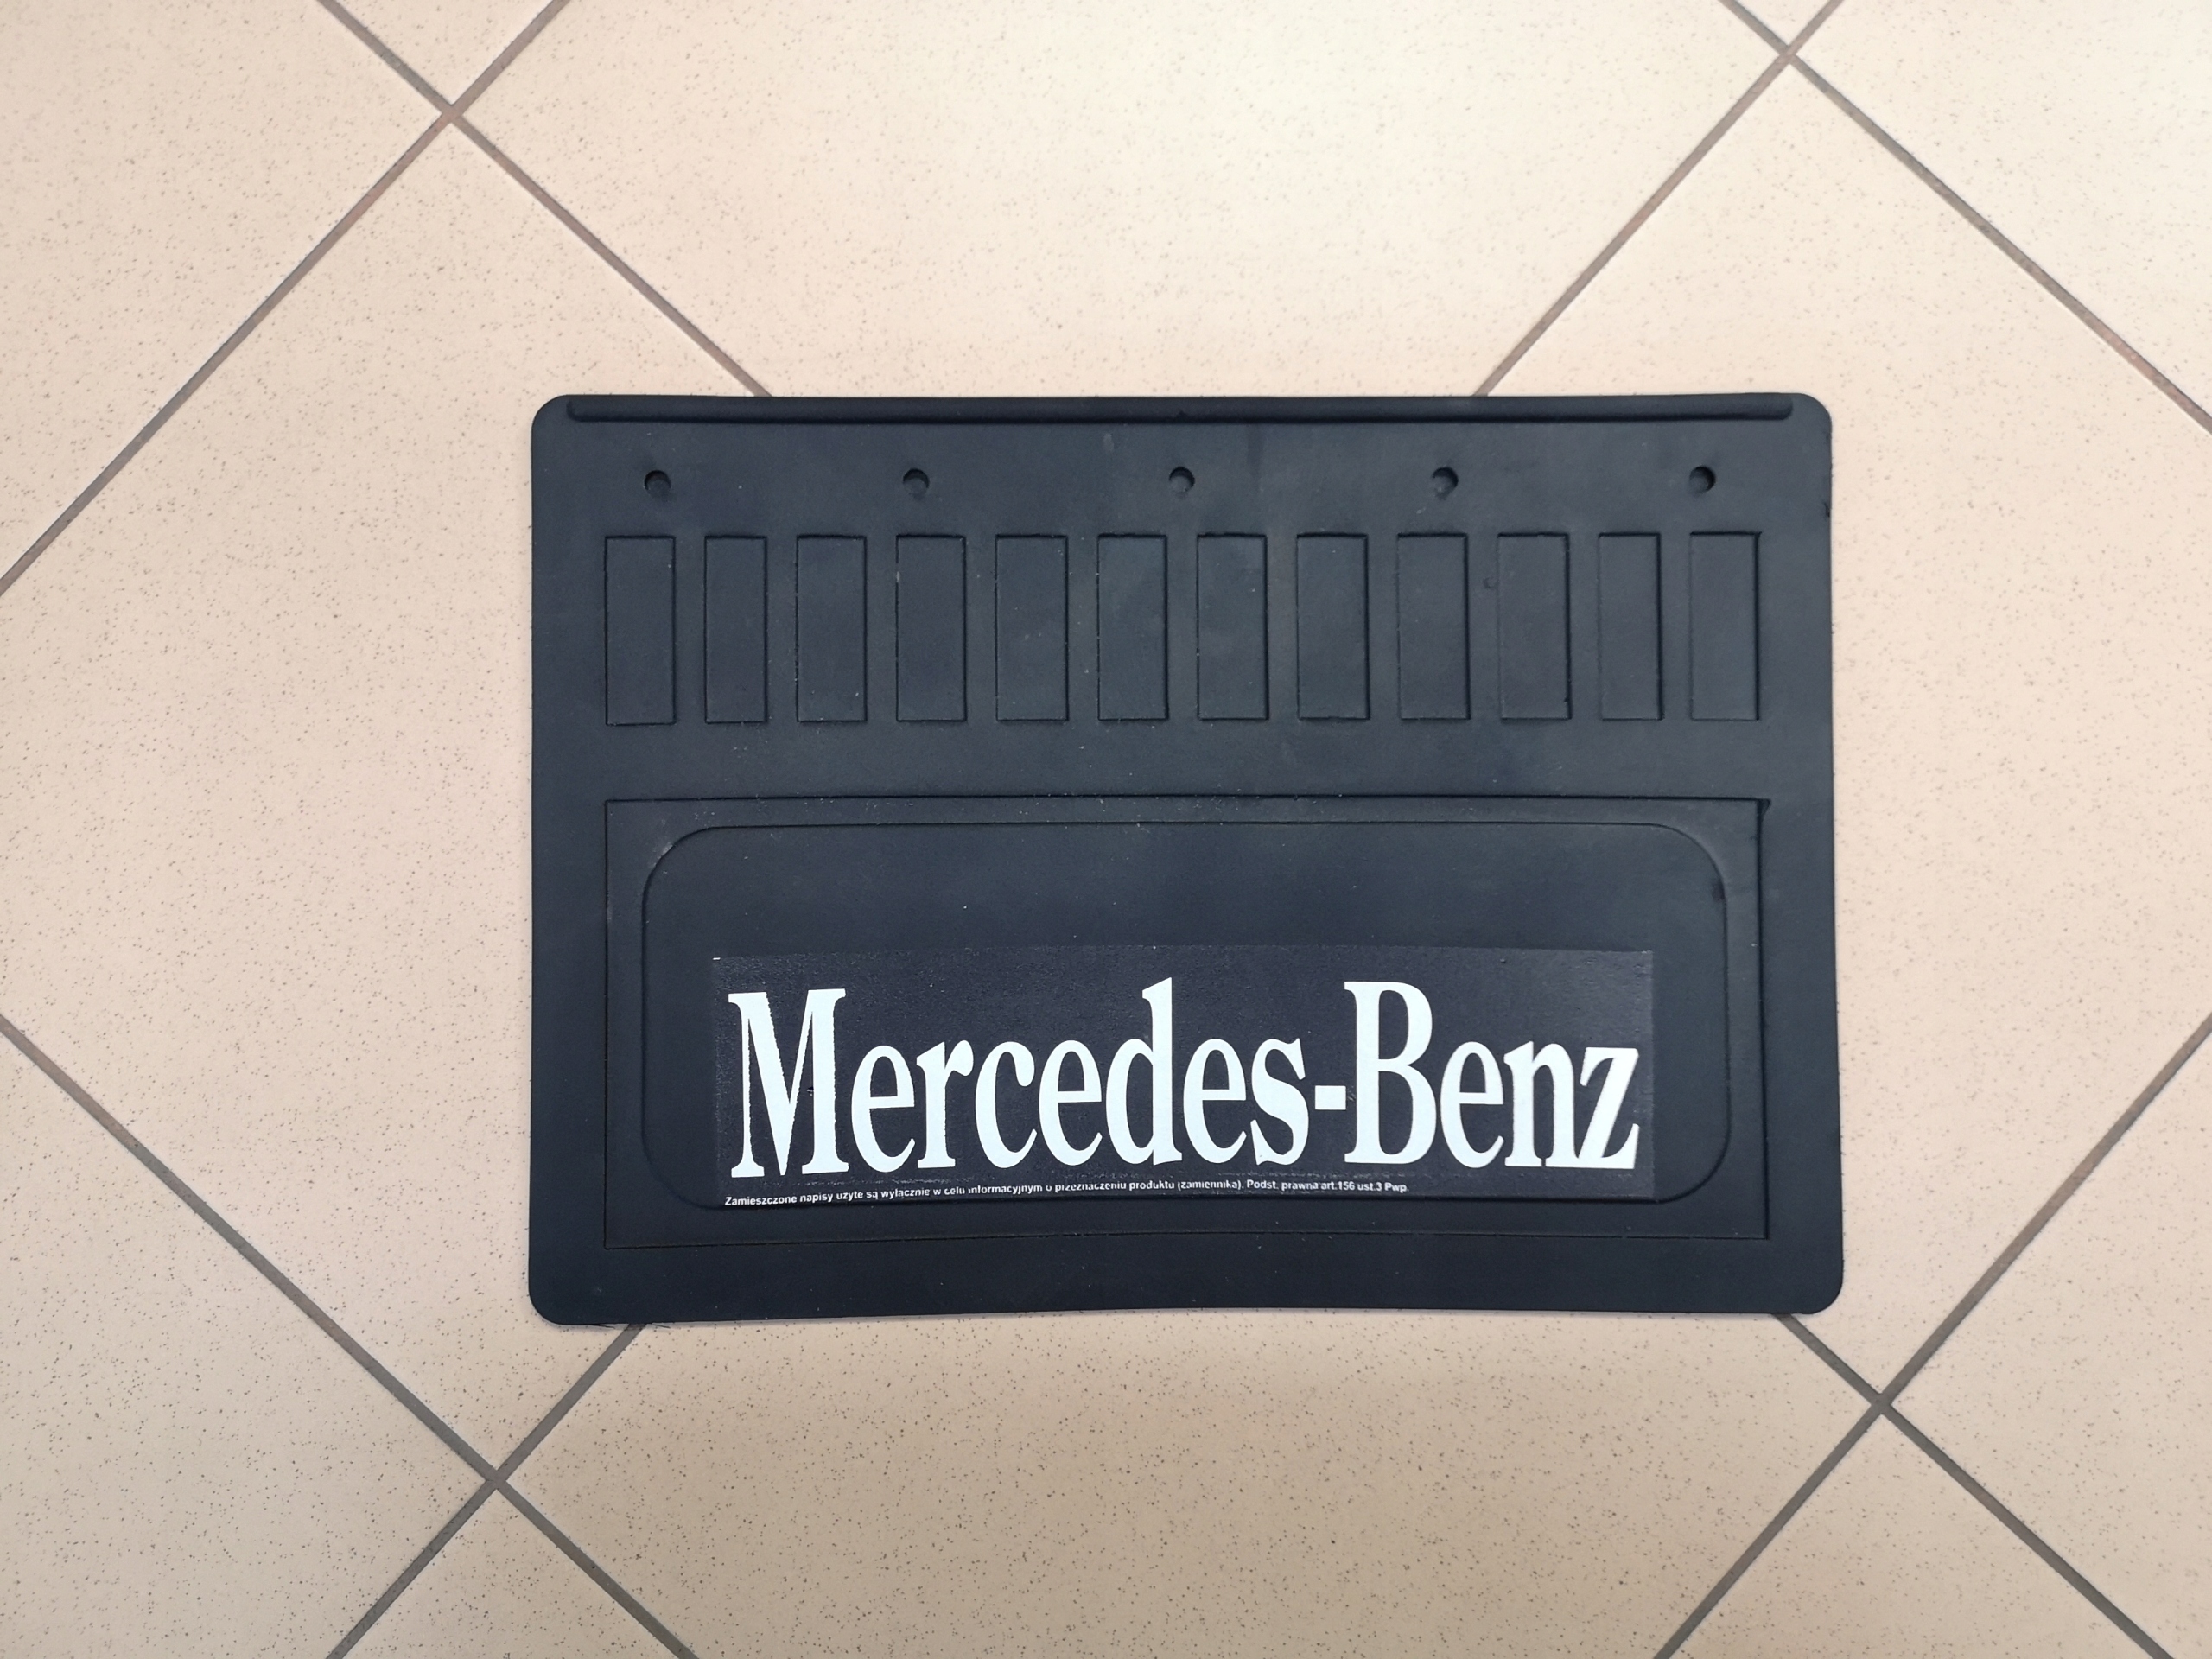 Mercedes-Benz
Zamieszczone napisy użyte są wyłącznie w celu informacyjnym o przeznaczeniu produktu (zamiennika). Podst. prawna art.156 ust.3 Pwp.